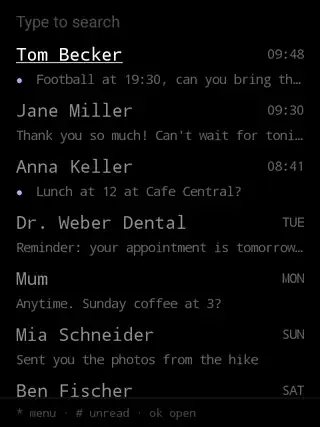 Type to search
Tom Becker 09:48
• Football at 19:30, can you bring th…
Jane Miller 09:30
Thank you so much! Can't wait for toni…
Anna Keller 08:41
• Lunch at 12 at Cafe Central?
Dr. Weber Dental TUE
Reminder: your appointment is tomorrow…
Mum MON
Anytime. Sunday coffee at 3?
Mia Schneider SUN
Sent you the photos from the hike
Ben Fischer SAT
* menu · # unread · ok open